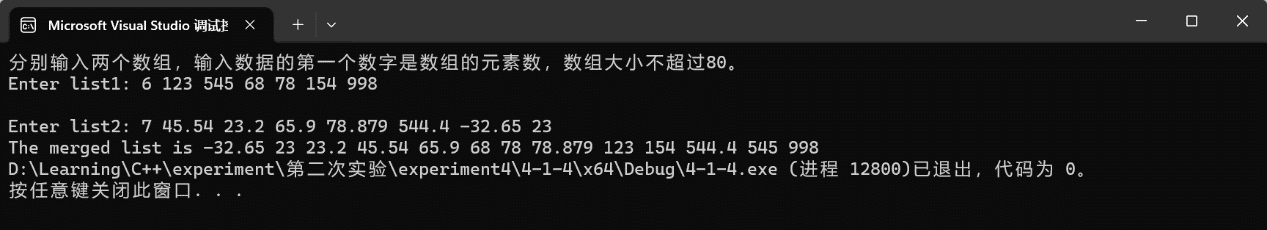 Microsoft Visual Studio 调试控
分别输入两个数组，输入数据的第一个数字是数组的元素数，数组大小不超过80。
Enter list1: 6 123 545 68 78 154 998
Enter list2: 7 45.54 23.2 65.9 78.879 544.4 -32.65 23
The merged list is -32.65 23 23.2 45.54 65.9 68 78 78.879 123 154 544.4 545 998
D:\Learning\C++\experiment\第二次实验\experiment4\4-1-4\x64\Debug\4-1-4.exe (进程 12800)已退出，代码为 0。
按任意键关闭此窗口. . .